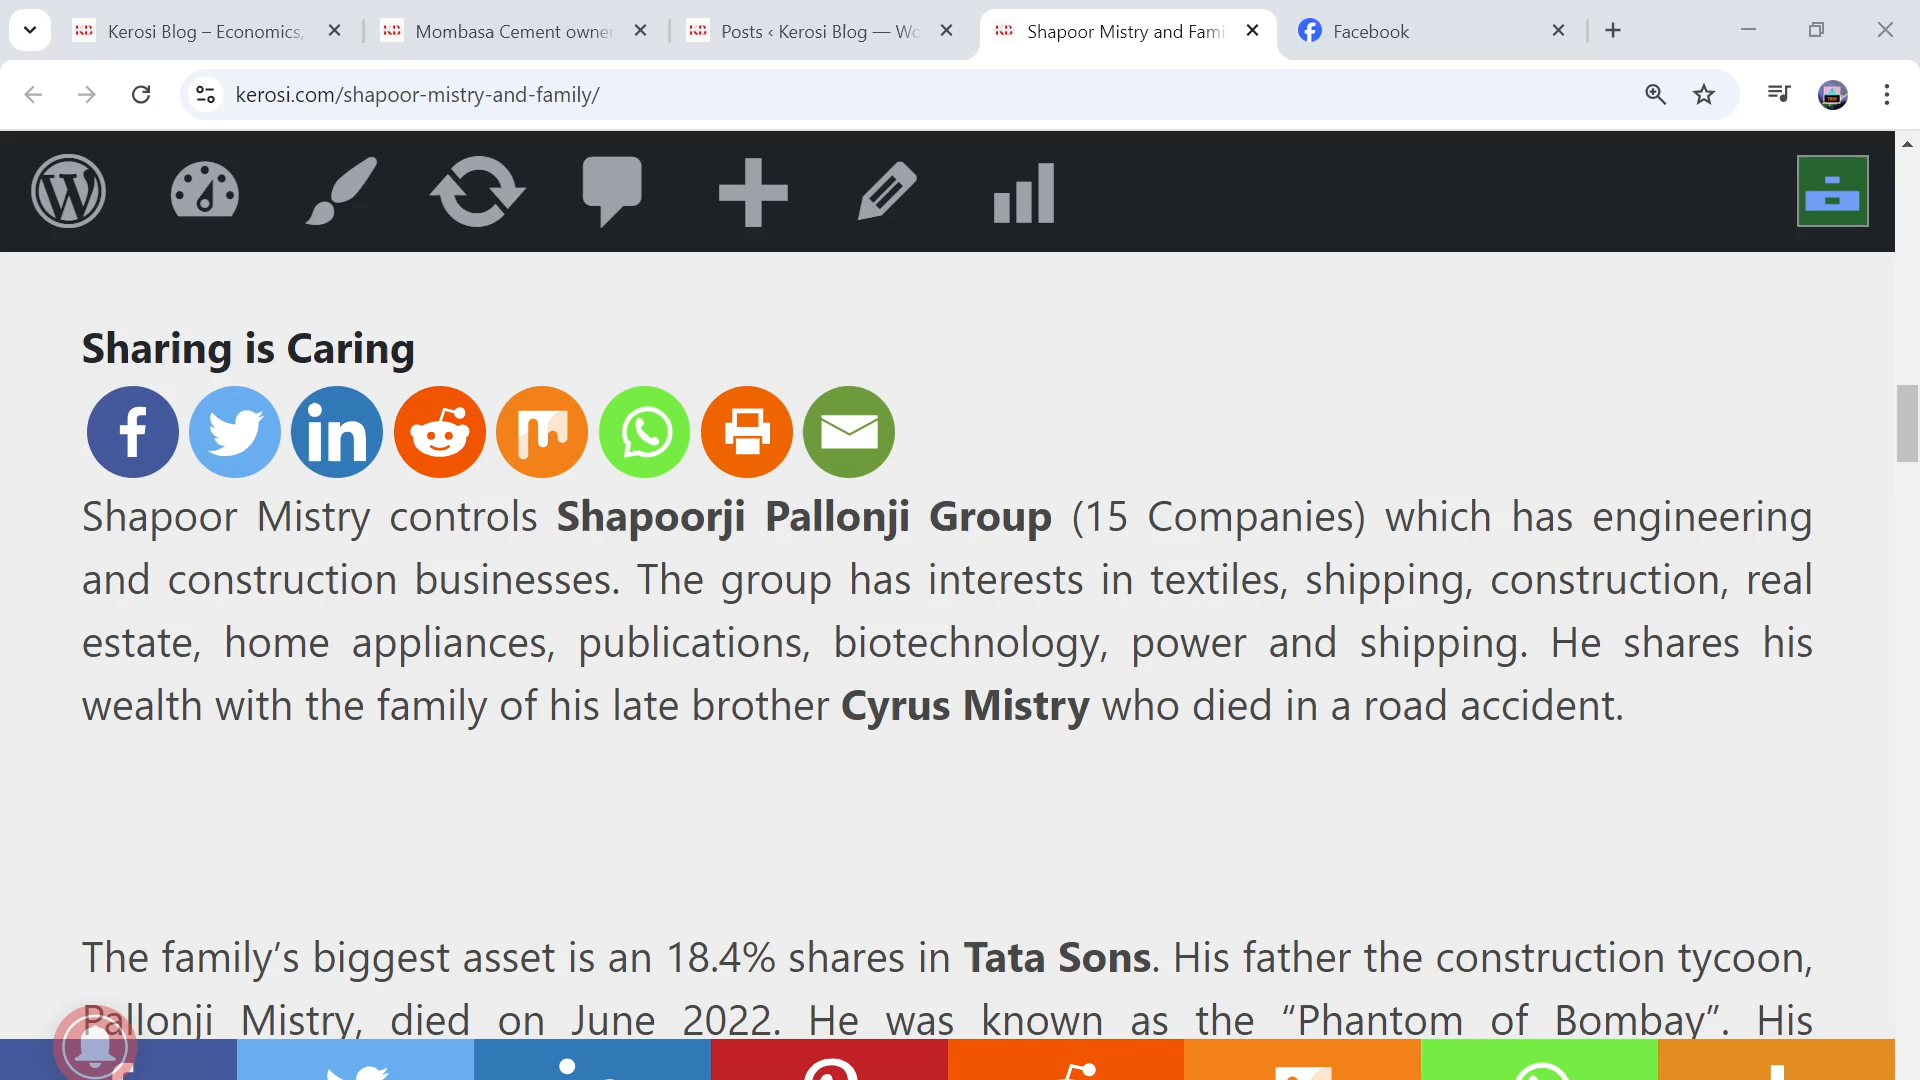 Kerosi Blog – Economics,
Mombasa Cement owne
Posts ‹ Kerosi Blog — Wo
Shapoor Mistry and Fami
Facebook
kerosi.com/shapoor-mistry-and-family/
Sharing is Caring
Shapoor Mistry controls Shapoorji Pallonji Group (15 Companies) which has engineering
and construction businesses. The group has interests in textiles, shipping, construction, real
estate, home appliances, publications, biotechnology, power and shipping. He shares his
wealth with the family of his late brother Cyrus Mistry who died in a road accident.
The family’s biggest asset is an 18.4% shares in Tata Sons. His father the construction tycoon,
Pallonji Mistry, died on June 2022. He was known as the “Phantom of Bombay”. His